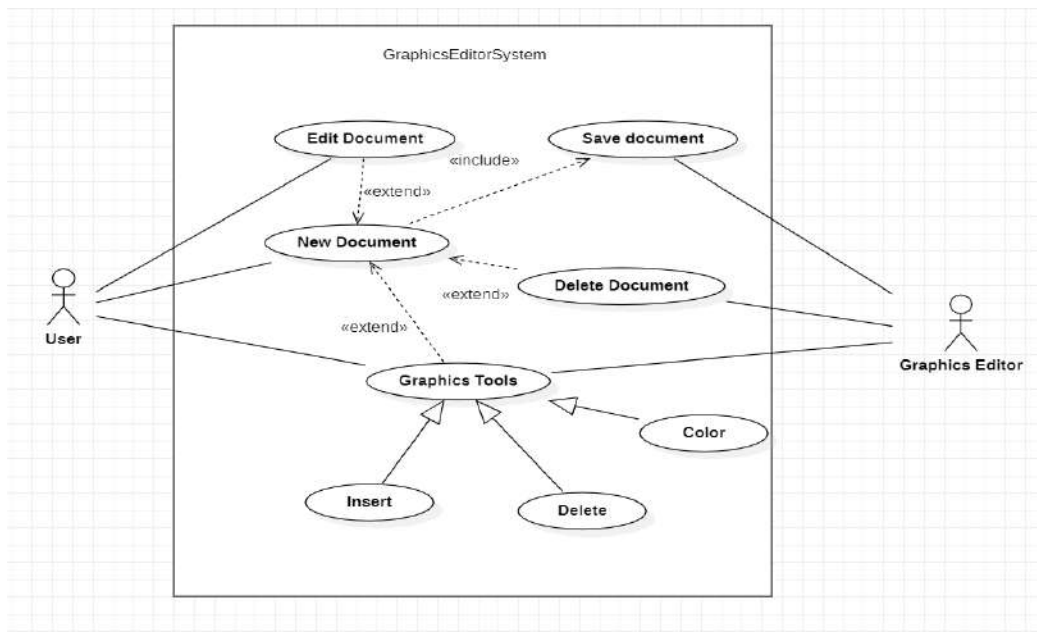 GraphicsEditorSystem
Edit Document
Save document
«include»
«extend»
New Document
Delete Document
«extend»
«extend»
User
Graphics Editor
Graphics Tools
Color
Insert
Delete